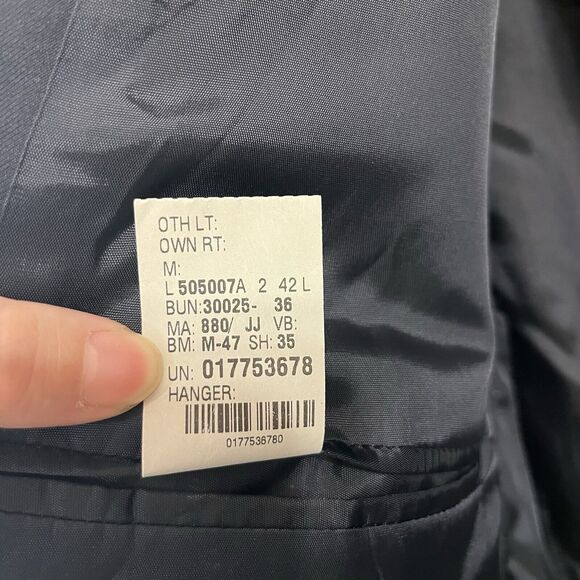 OTH LT:
OWN RT:
M:
L 505007A 2 42 L
BUN: 30025- 36
MA: 880/ JJ VB:
BM: M-47 SH: 35
UN: 017753678
HANGER:
0177536780